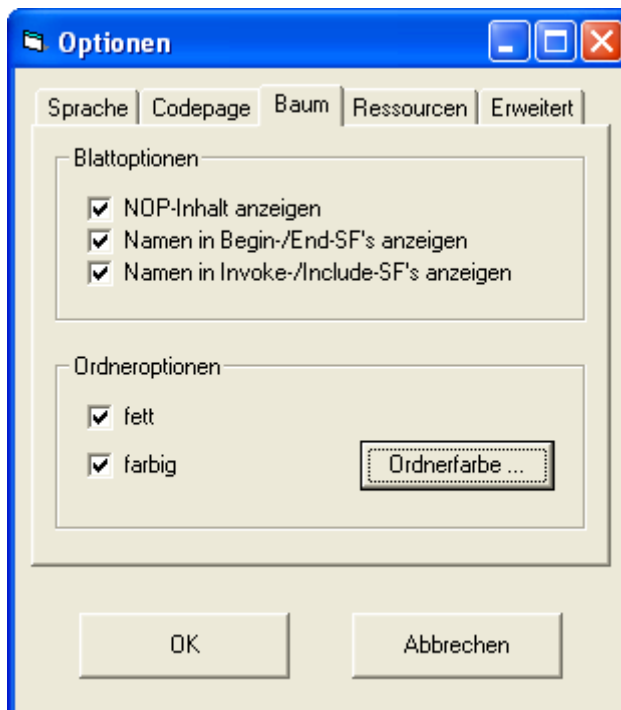 Optionen
Sprache Codepage Baum Ressourcen Erweitert
Blattoptionen
NOP-Inhalt anzeigen
Namen in Begin-/End-SF's anzeigen
Namen in Invoke-/Include-SF's anzeigen
Ordneroptionen
fett
farbig Ordnerfarbe ...
OK Abbrechen